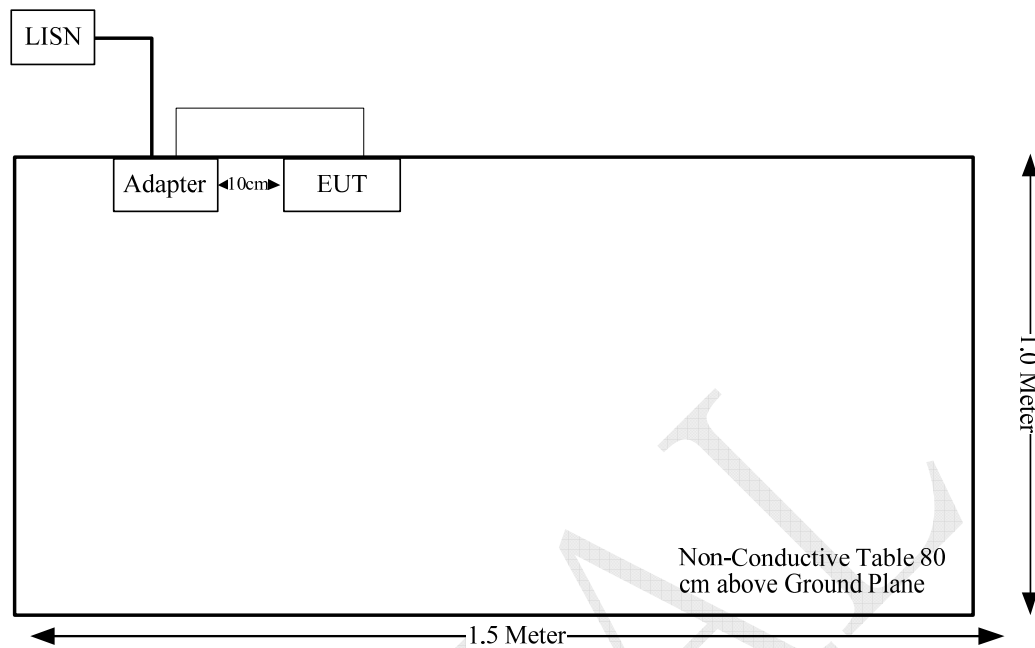 LISN
Adapter
10cm
EUT
1.0 Meter
Non-Conductive Table 80
cm above Ground Plane
1.5 Meter